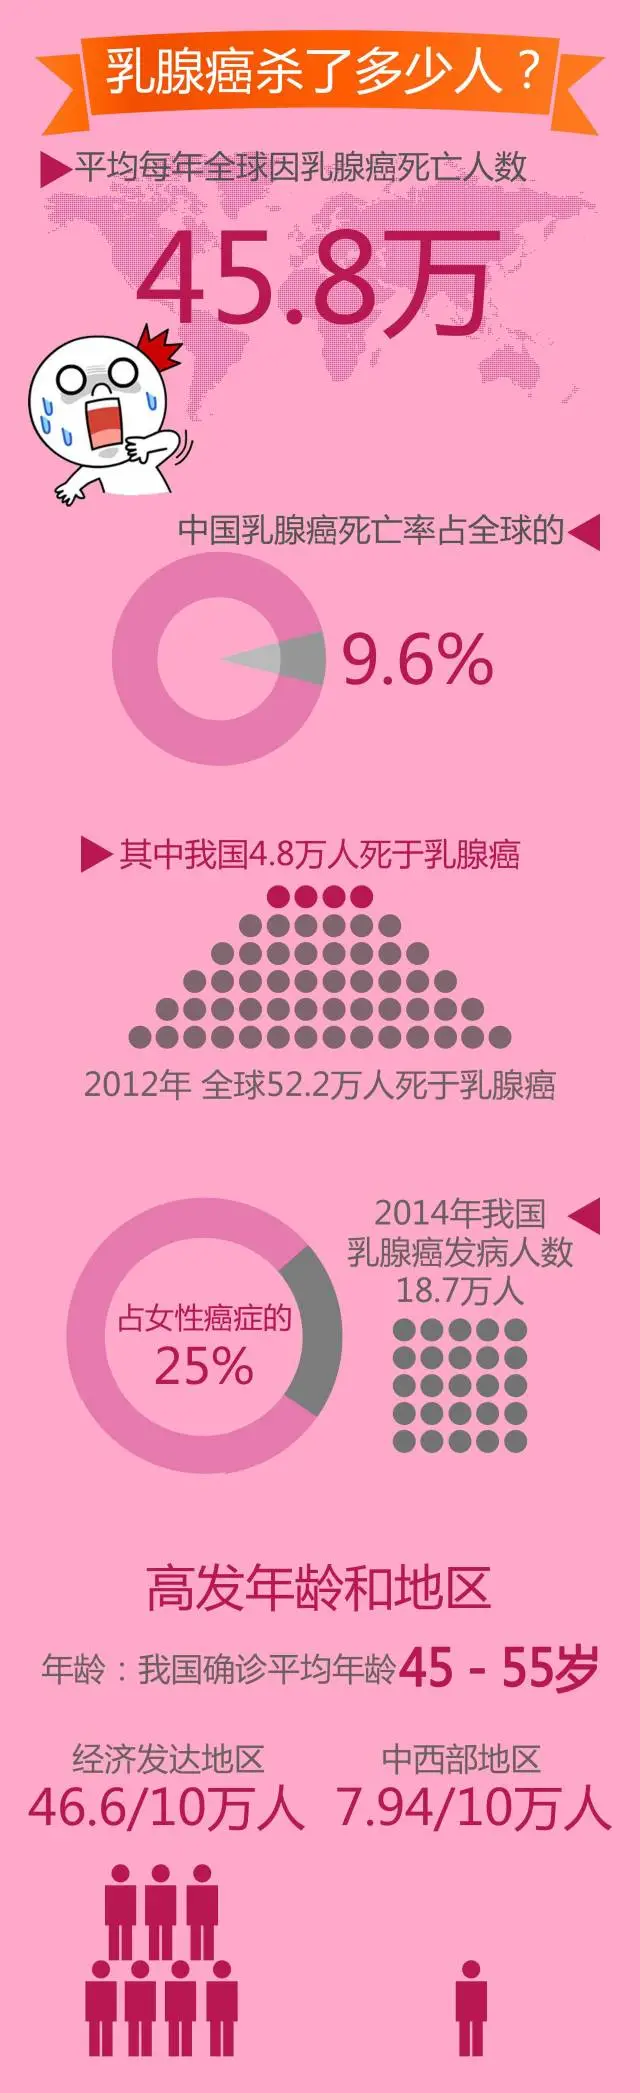 乳腺癌杀了多少人？
平均每年全球因乳腺癌死亡人数
45.8万
中国乳腺癌死亡率占全球的
9.6%
其中我国4.8万人死于乳腺癌
2012年 全球52.2万人死于乳腺癌
2014年我国
乳腺癌发病人数
18.7万人
占女性癌症的
25%
高发年龄和地区
年龄：我国确诊平均年龄45 - 55岁
经济发达地区
46.6/10万人
中西部地区
7.94/10万人